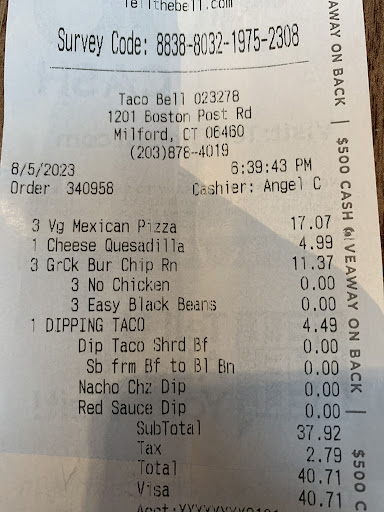 Tellthebell.com
Survey Code: 8838-8032-1975-2308
Taco Bell 023278
1201 Boston Post Rd
Milford, CT 06460
(203)878-4019
8/5/2023 6:39:43 PM
Order 340958 Cashier: Angel C
3 Vg Mexican Pizza 17.07
1 Cheese Quesadilla 4.99
3 GrCk Bur Chip Rn 11.37
3 No Chicken 0.00
3 Easy Black Beans 0.00
1 DIPPING TACO 4.49
Dip Taco Shrd Bf 0.00
Sb frm Bf to Bl Bn 0.00
Nacho Chz Dip 0.00
Red Sauce Dip 0.00
SubTotal 37.92
Tax 2.79
Total 40.71
Visa 40.71
AWAY ON BACK | $500 CASH GIVEAWAY ON BACK | $500 C